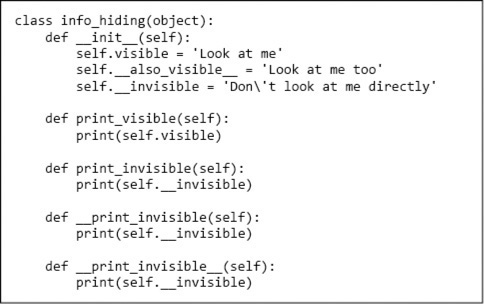 class info_hiding(object):
    def __init__(self):
        self.visible = 'Look at me'
        self.__also_visible__ = 'Look at me too'
        self.__invisible = 'Don\'t look at me directly'
    def print_visible(self):
        print(self.visible)
    def print_invisible(self):
        print(self.__invisible)
    def __print_invisible(self):
        print(self.__invisible)
    def __print_invisible__(self):
        print(self.__invisible)